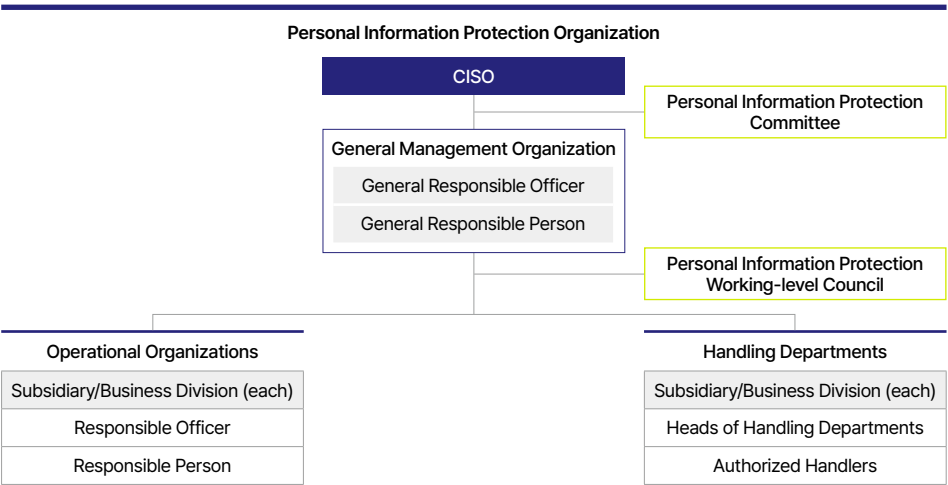 Personal Information Protection Organization
CISO
Personal Information Protection
Committee
General Management Organization
General Responsible Officer
General Responsible Person
Personal Information Protection
Working-level Council
Operational Organizations
Subsidiary/Business Division (each)
Responsible Officer
Responsible Person
Handling Departments
Subsidiary/Business Division (each)
Heads of Handling Departments
Authorized Handlers